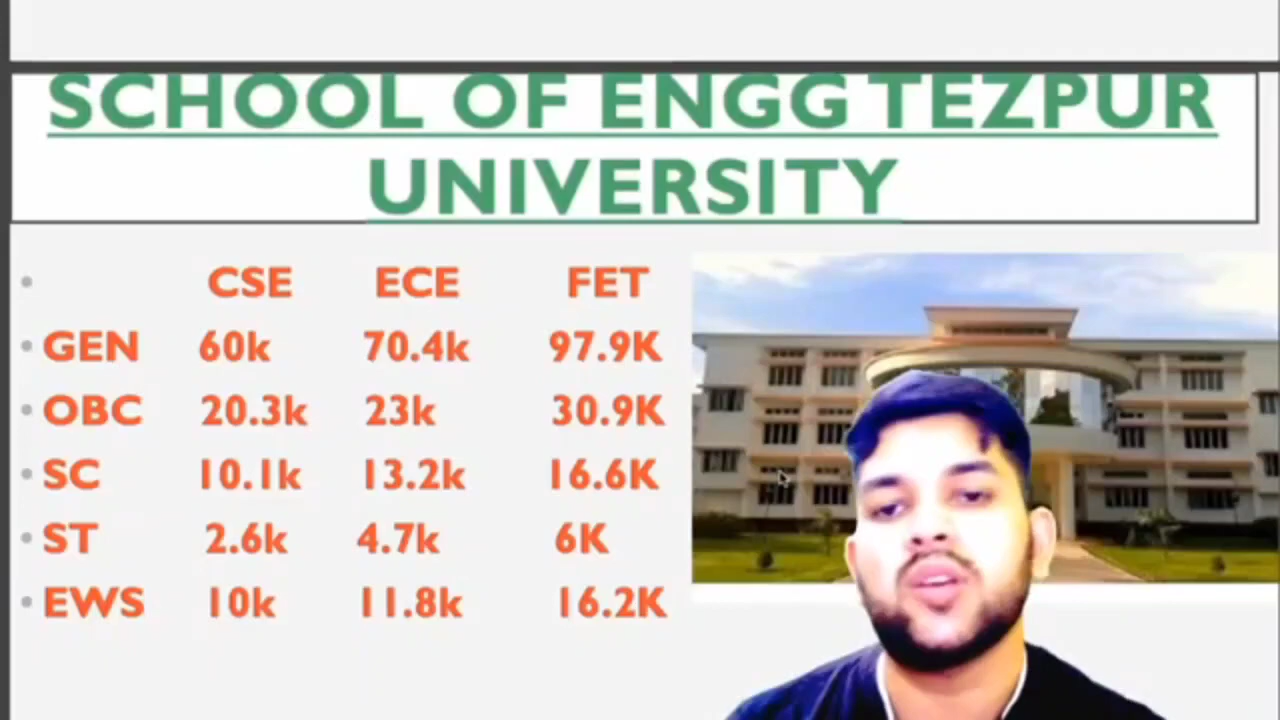 SCHOOL OF ENGG TEZPUR
UNIVERSITY
CSE ECE FET
GEN 60k 70.4k 97.9K
OBC 20.3k 23k 30.9K
SC 10.1k 13.2k 16.6K
ST 2.6k 4.7k 6K
EWS 10k 11.8k 16.2K